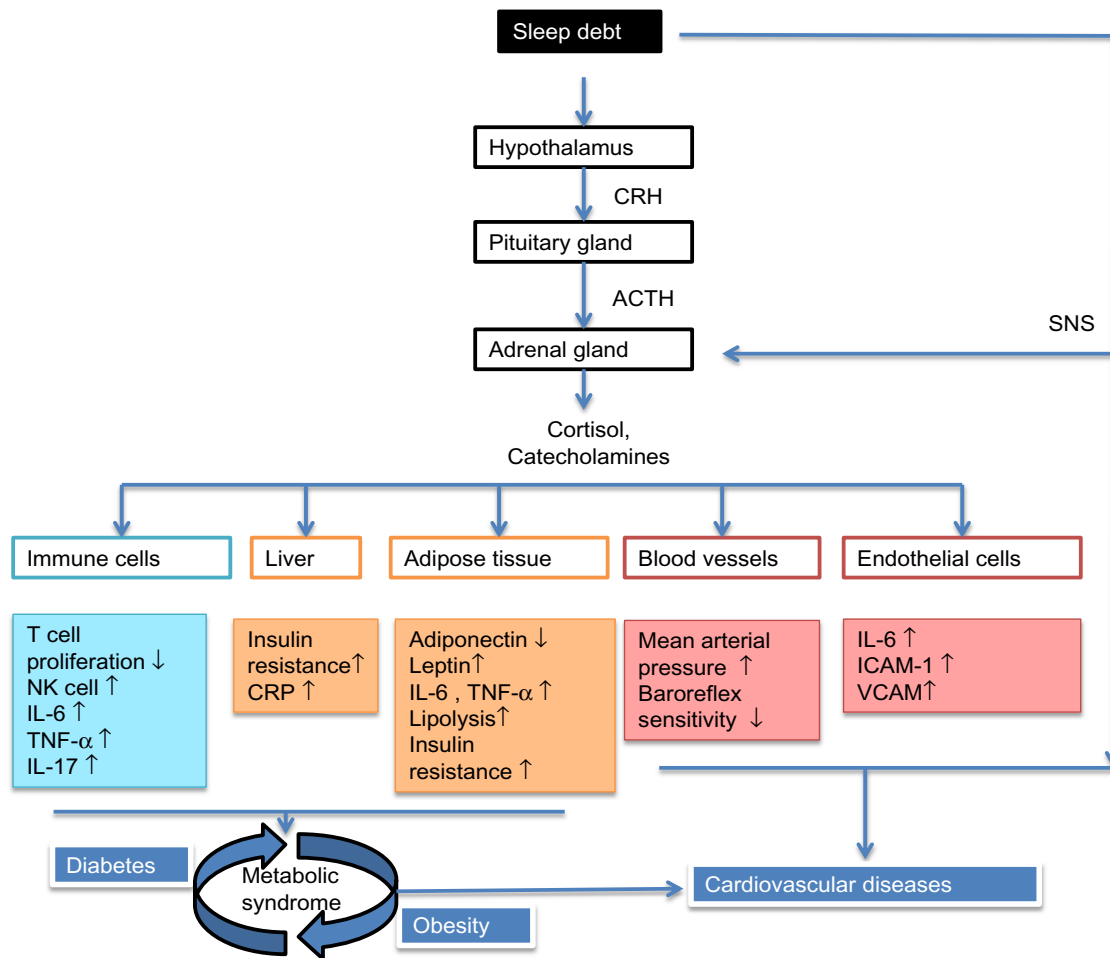 Sleep debt
Hypothalamus
CRH
Pituitary gland
ACTH
SNS
Adrenal gland
Cortisol,
Catecholamines
Immune cells
Liver
Adipose tissue
Blood vessels
Endothelial cells
T cell
proliferation ↓
NK cell ↑
IL-6 ↑
TNF-α ↑
IL-17 ↑
Insulin
resistance↑
CRP ↑
Adiponectin ↓
Leptin↑
IL-6 , TNF-α ↑
Lipolysis↑
Insulin
resistance ↑
Mean arterial
pressure ↑
Baroreflex
sensitivity ↓
IL-6 ↑
ICAM-1 ↑
VCAM↑
Diabetes
Metabolic
syndrome
Obesity
Cardiovascular diseases